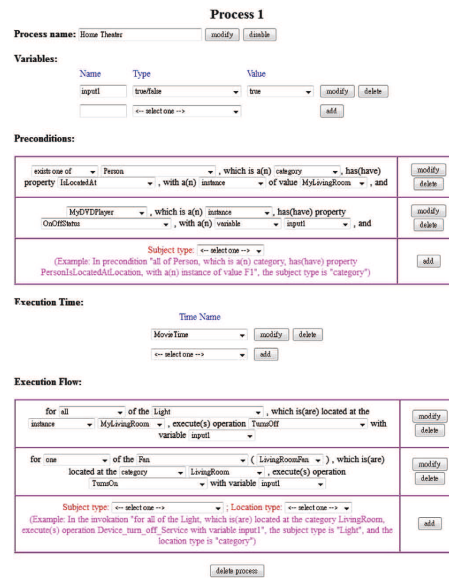 Process 1
Process name: Home Theater modify disable
Variables:
Name Type Value
input1 true/false true modify delete
<-- select one --> add
Preconditions:
exists one of Person , which is a(n) category , has(have)
property IsLocatedAt , with a(n) instance of value MyLivingRoom , and
modify
delete
MyDVDPlayer , which is a(n) instance , has(have) property
OnOffStatus , with a(n) variable input1 , and
modify
delete
Subject type: <-- select one -->
(Example: In precondition "all of Person, which is a(n) category, has(have) property
PersonIsLocatedAtLocation, with a(n) instance of value F1", the subject type is "category")
add
Execution Time:
Time Name
MovieTime modify delete
<-- select one --> add
Execution Flow:
for all of the Light , which is(are) located at the
instance MyLivingRoom , execute(s) operation TurnsOff with
variable input1
modify
delete
for one of the Fan ( LivingRoomFan ) , which is(are)
located at the category LivingRoom , execute(s) operation
TurnsOn with variable input1
modify
delete
Subject type: <-- select one --> ; Location type: <-- select one -->
(Example: In the invokation "for all of the Light, which is(are) located at the category LivingRoom,
execute(s) operation Device_turn_off_Service with variable input1", the subject type is "Light", and the
location type is "category")
add
delete process